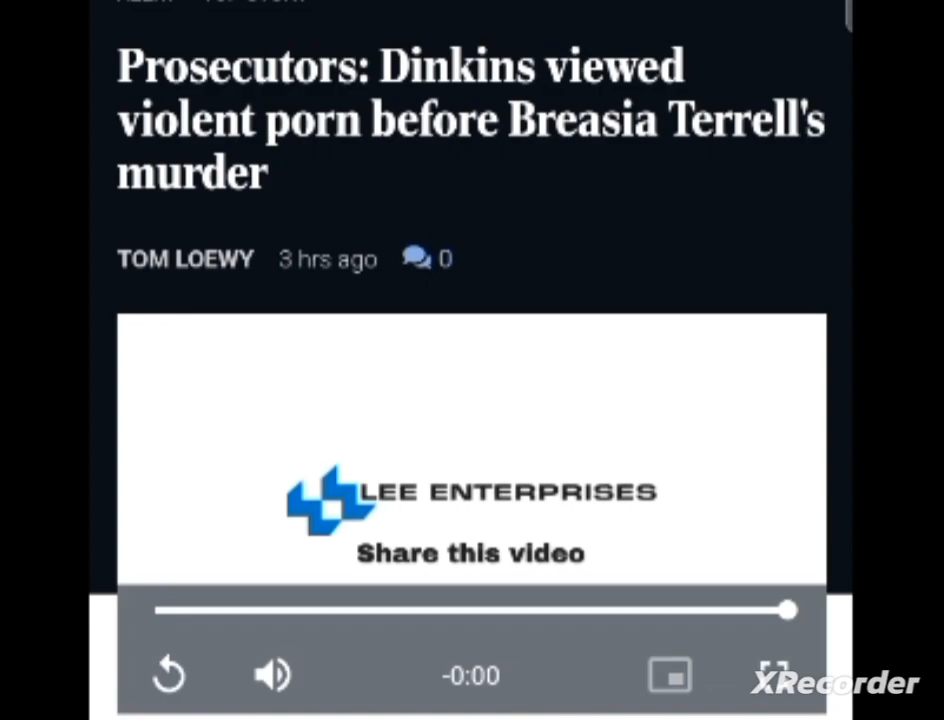 Prosecutors: Dinkins viewed
violent porn before Breasia Terrell's
murder
TOM LOEWY 3 hrs ago 0
LEE ENTERPRISES
Share this video
-0:00
XRecorder